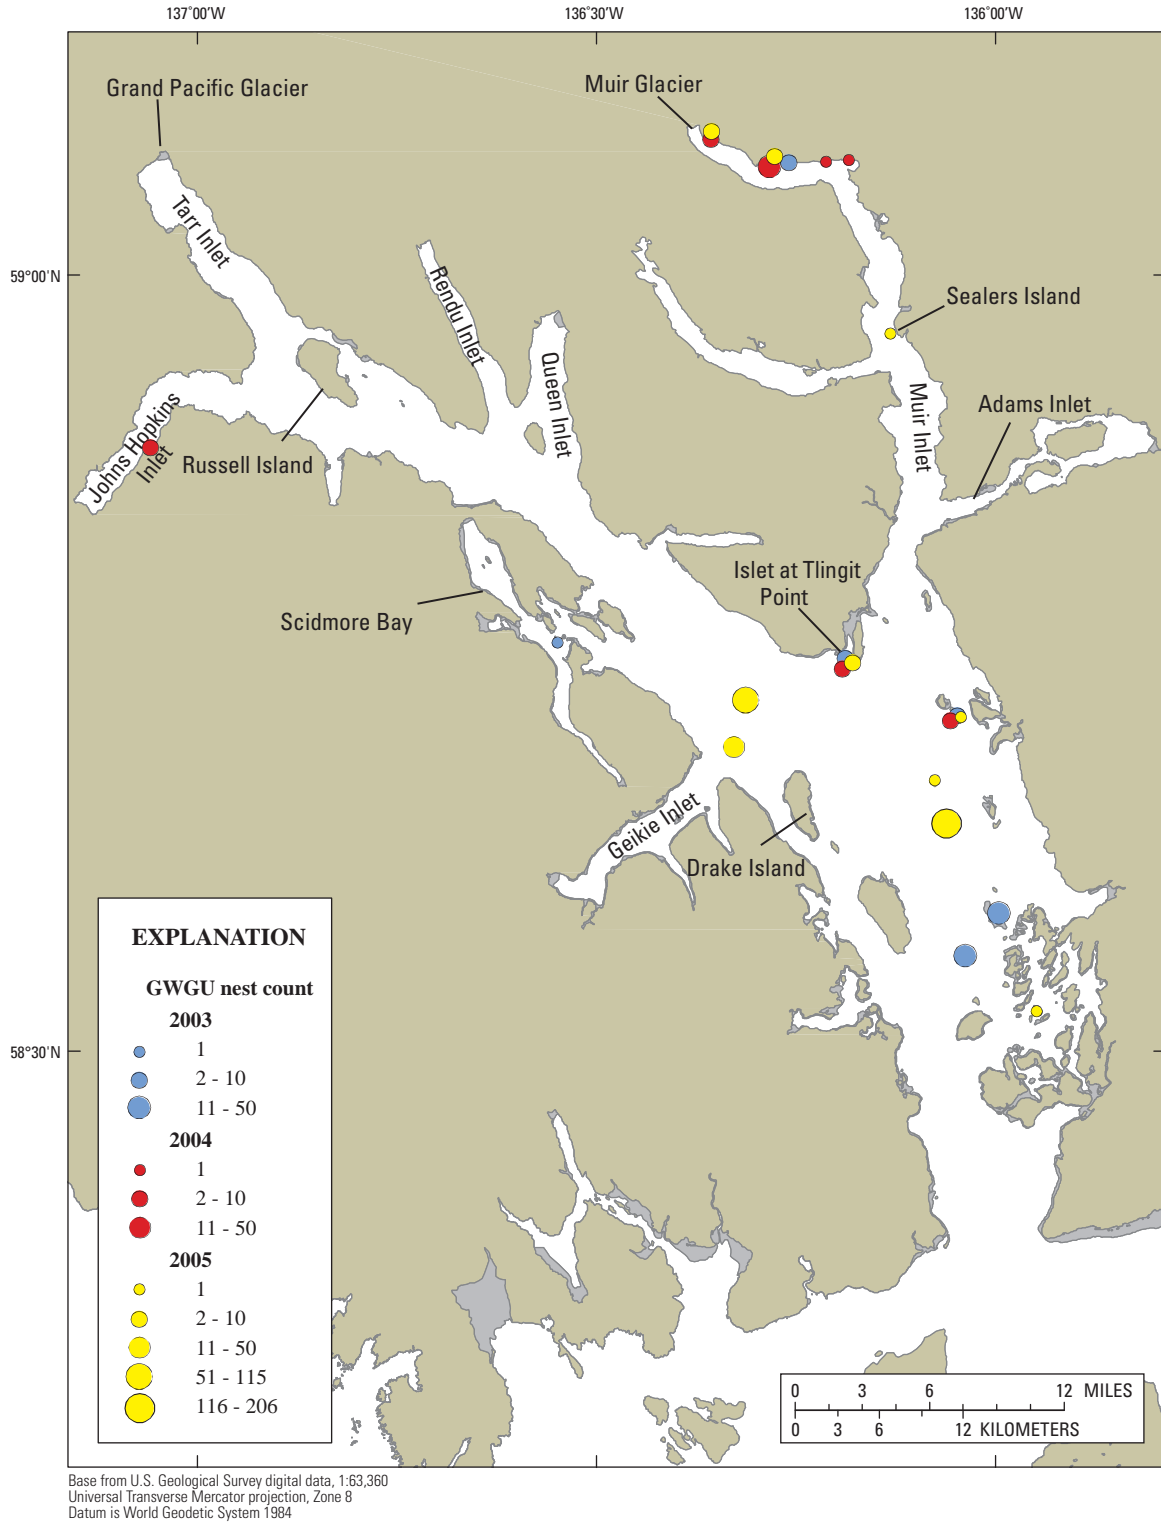 137°00'W
136°30'W
136°00'W
Grand Pacific Glacier
Muir Glacier
Tarr Inlet
59°00'N
Rendu Inlet
Sealers Island
Queen Inlet
Muir Inlet
Adams Inlet
Johns Hopkins
Inlet
Russell Island
Islet at Tlingit
Point
Scidmore Bay
Geikie Inlet
Drake Island
58°30'N
EXPLANATION
GWGU nest count
2003
1
2 - 10
11 - 50
2004
1
2 - 10
11 - 50
2005
1
2 - 10
11 - 50
51 - 115
116 - 206
0 3 6 12 MILES
0 3 6 12 KILOMETERS
Base from U.S. Geological Survey digital data, 1:63,360
Universal Transverse Mercator projection, Zone 8
Datum is World Geodetic System 1984